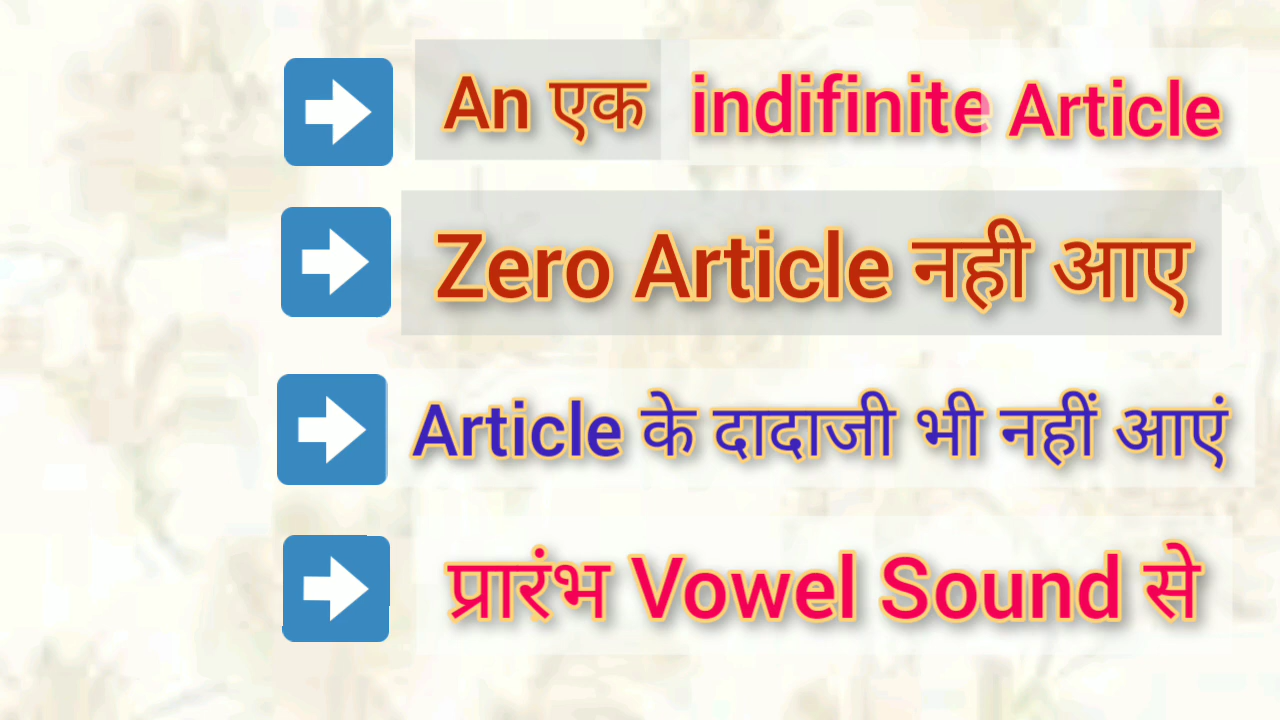 An एक indifinite Article
Zero Article नही आए
Article के दादाजी भी नहीं आएं
प्रारंभ Vowel Sound से